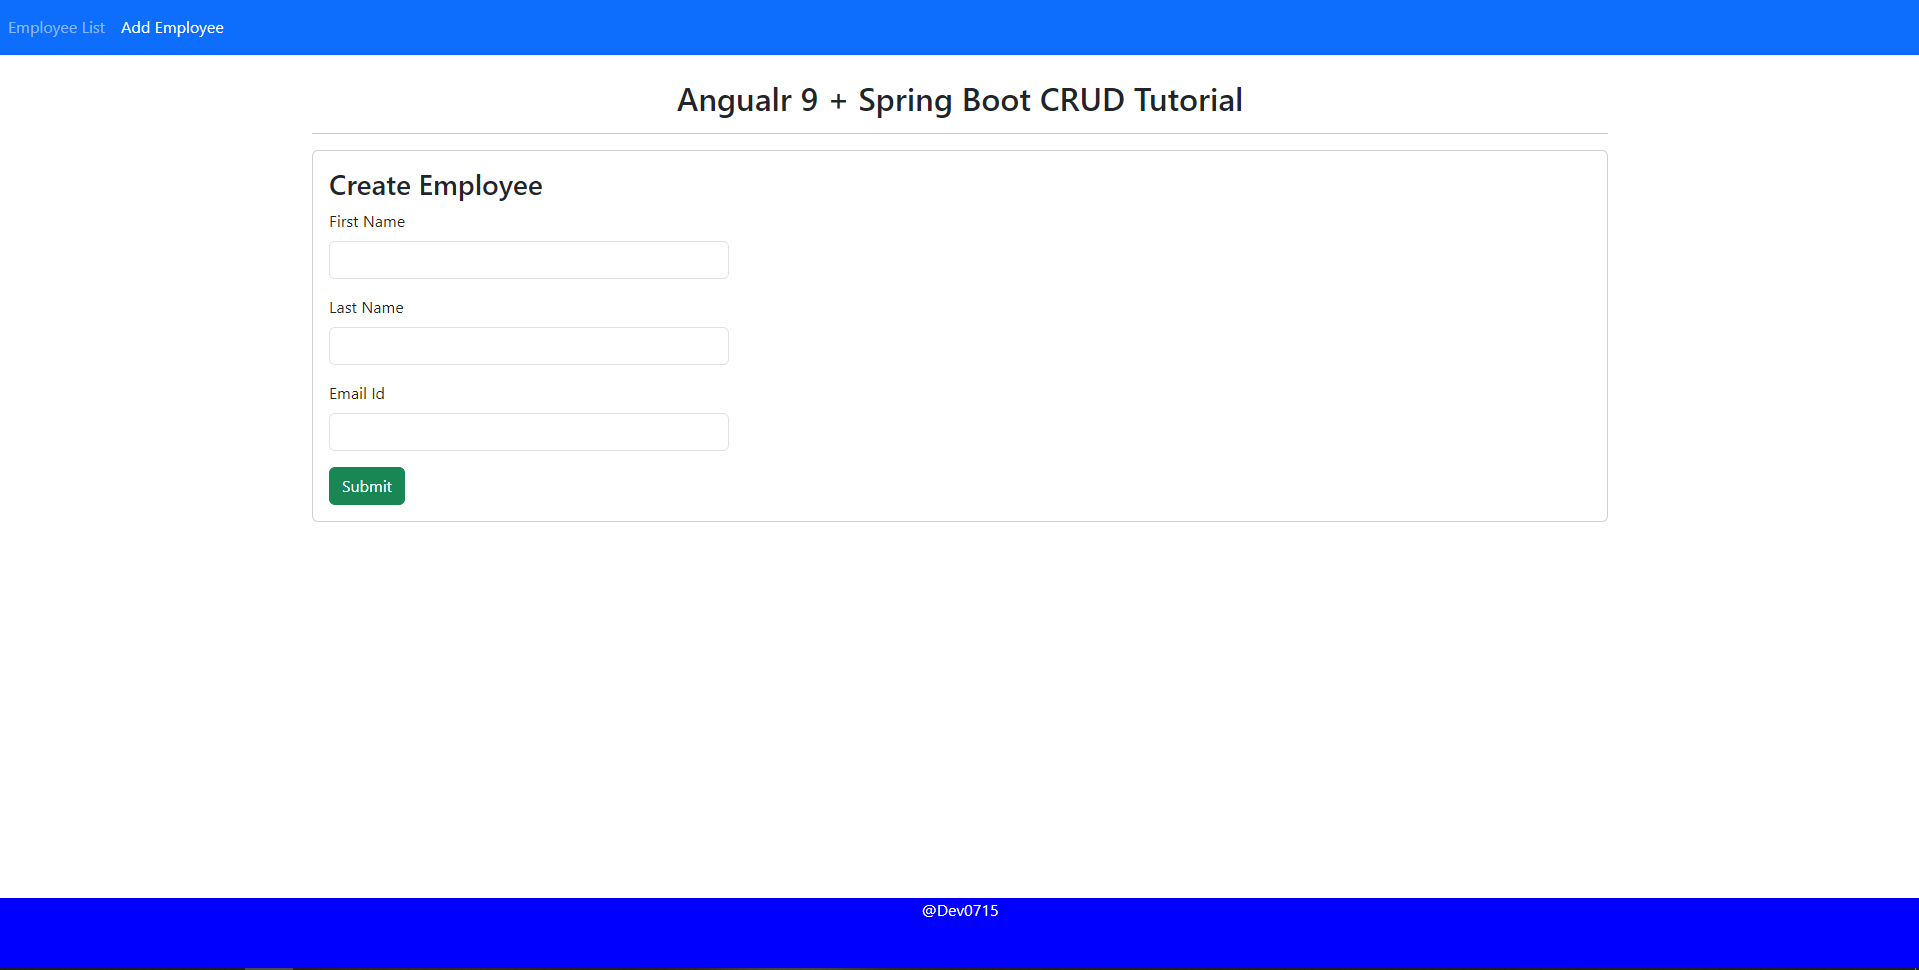 Employee List Add Employee
Angualr 9 + Spring Boot CRUD Tutorial
Create Employee
First Name
Last Name
Email Id
Submit
@Dev0715